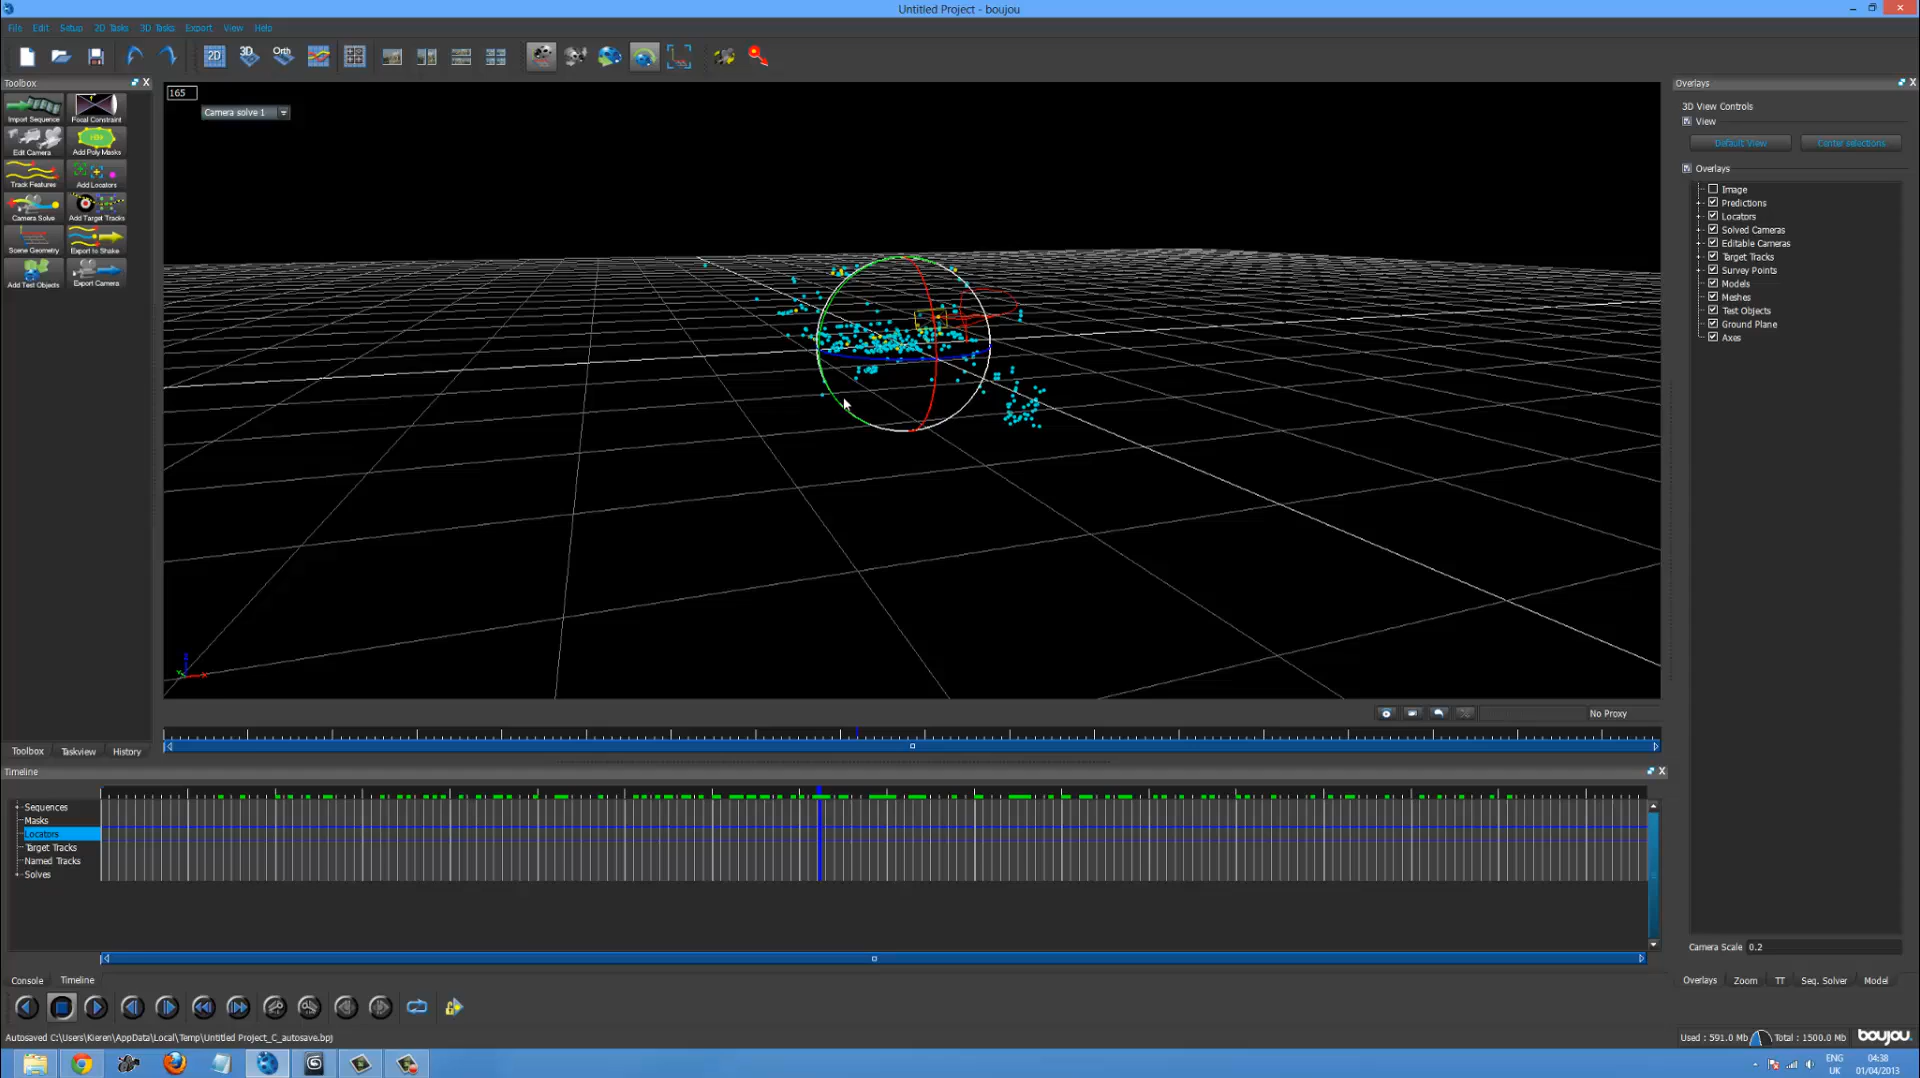 Untitled Project - boujou
File Edit Setup 2D Tasks 3D Tasks Export View Help
2D 3D Orth
Toolbox
Import Sequence Focal Constraint
Edit Camera Add Poly Masks
Track Features Add Locators
Camera Solve Add Target Tracks
Scene Geometry Export to Shake
Add Test Objects Export Camera
165
Camera solve 1
Overlays
3D View Controls
View
Default View Center selections
Overlays
Image
Predictions
Locators
Solved Cameras
Editable Cameras
Target Tracks
Survey Points
Models
Meshes
Test Objects
Ground Plane
Axes
No Proxy
Toolbox Taskview History
Timeline
Sequences
Masks
Locators
Target Tracks
Named Tracks
Solves
Camera Scale 0.2
Console Timeline
Overlays Zoom TT Seq. Solver Model
Autosaved C:\Users\Kieren\AppData\Local\Temp\Untitled Project_C_autosave.bpj
Used : 591.0 Mb Total : 1500.0 Mb boujou
ENG
UK
04:38
01/04/2013